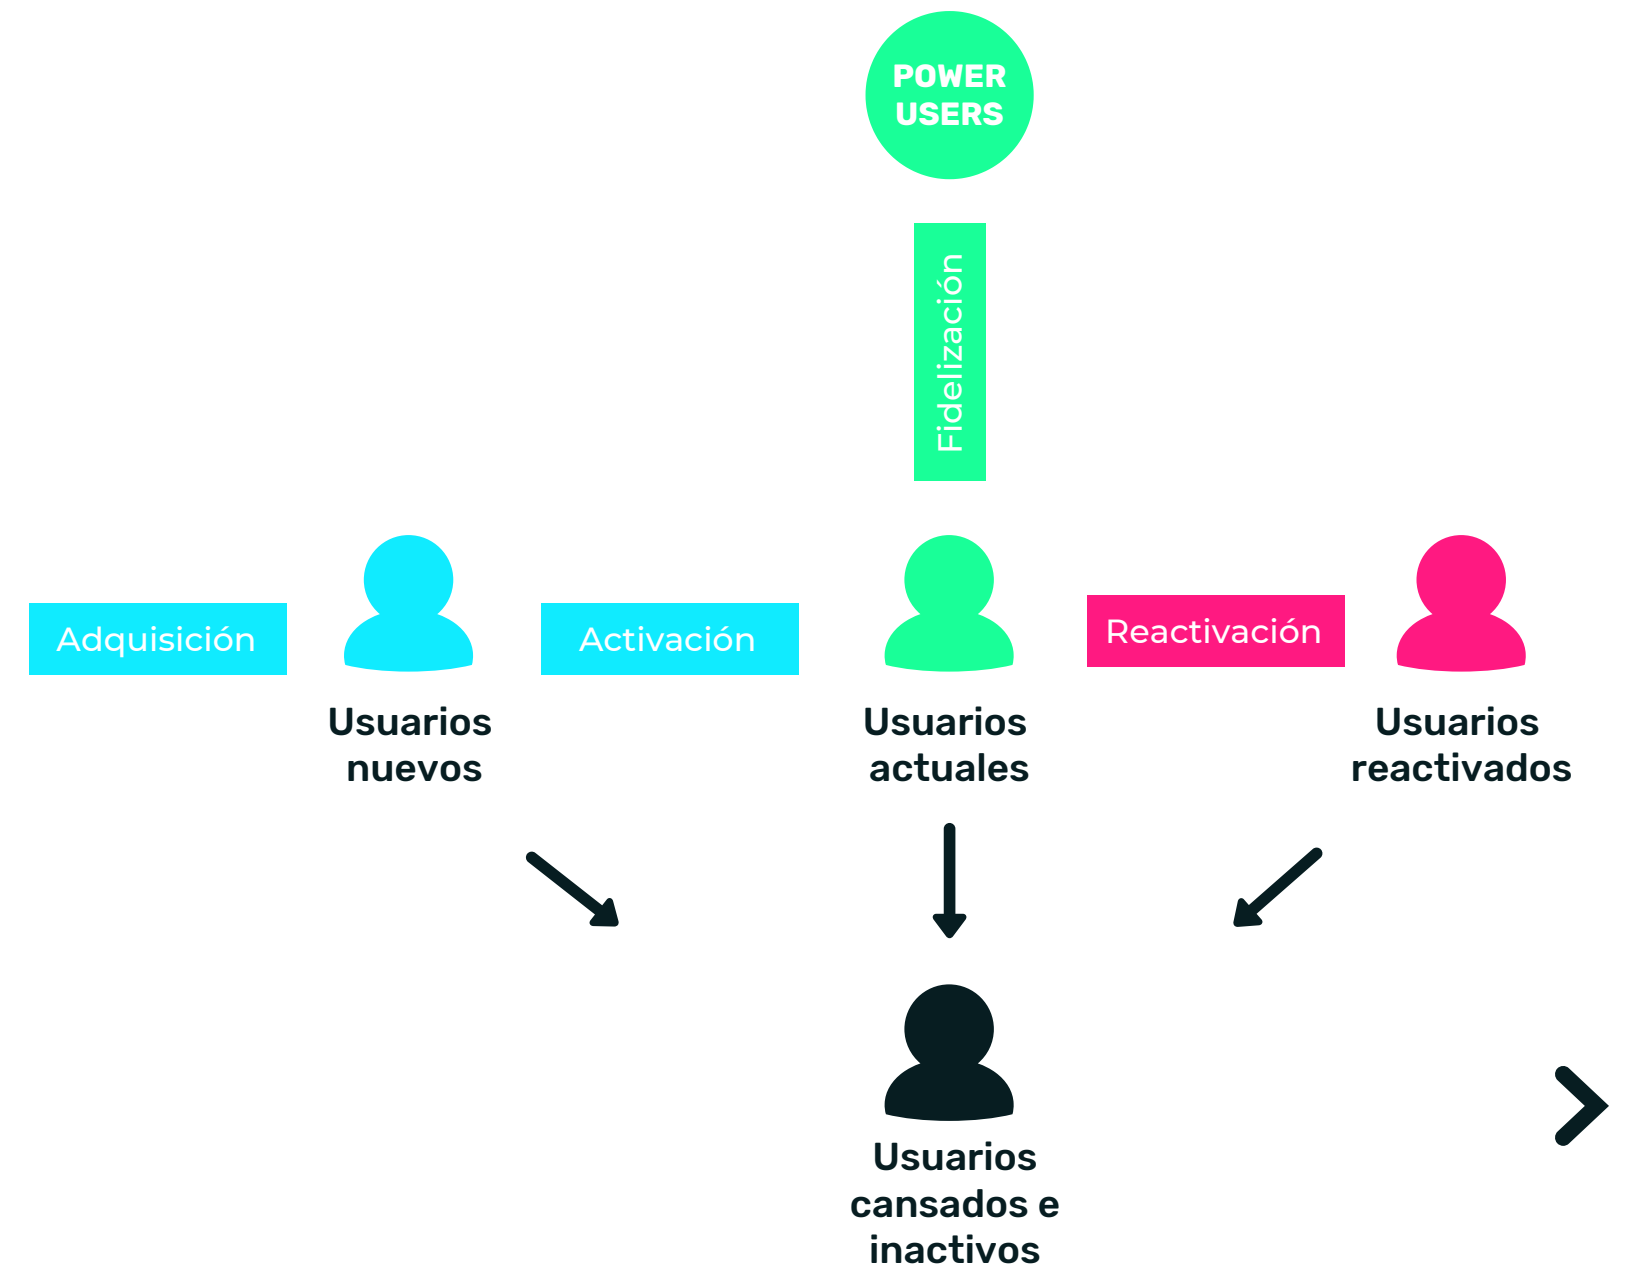 POWER
USERS
Fidelización
Adquisición
Activación
Reactivación
Usuarios
nuevos
Usuarios
actuales
Usuarios
reactivados
Usuarios
cansados e
inactivos